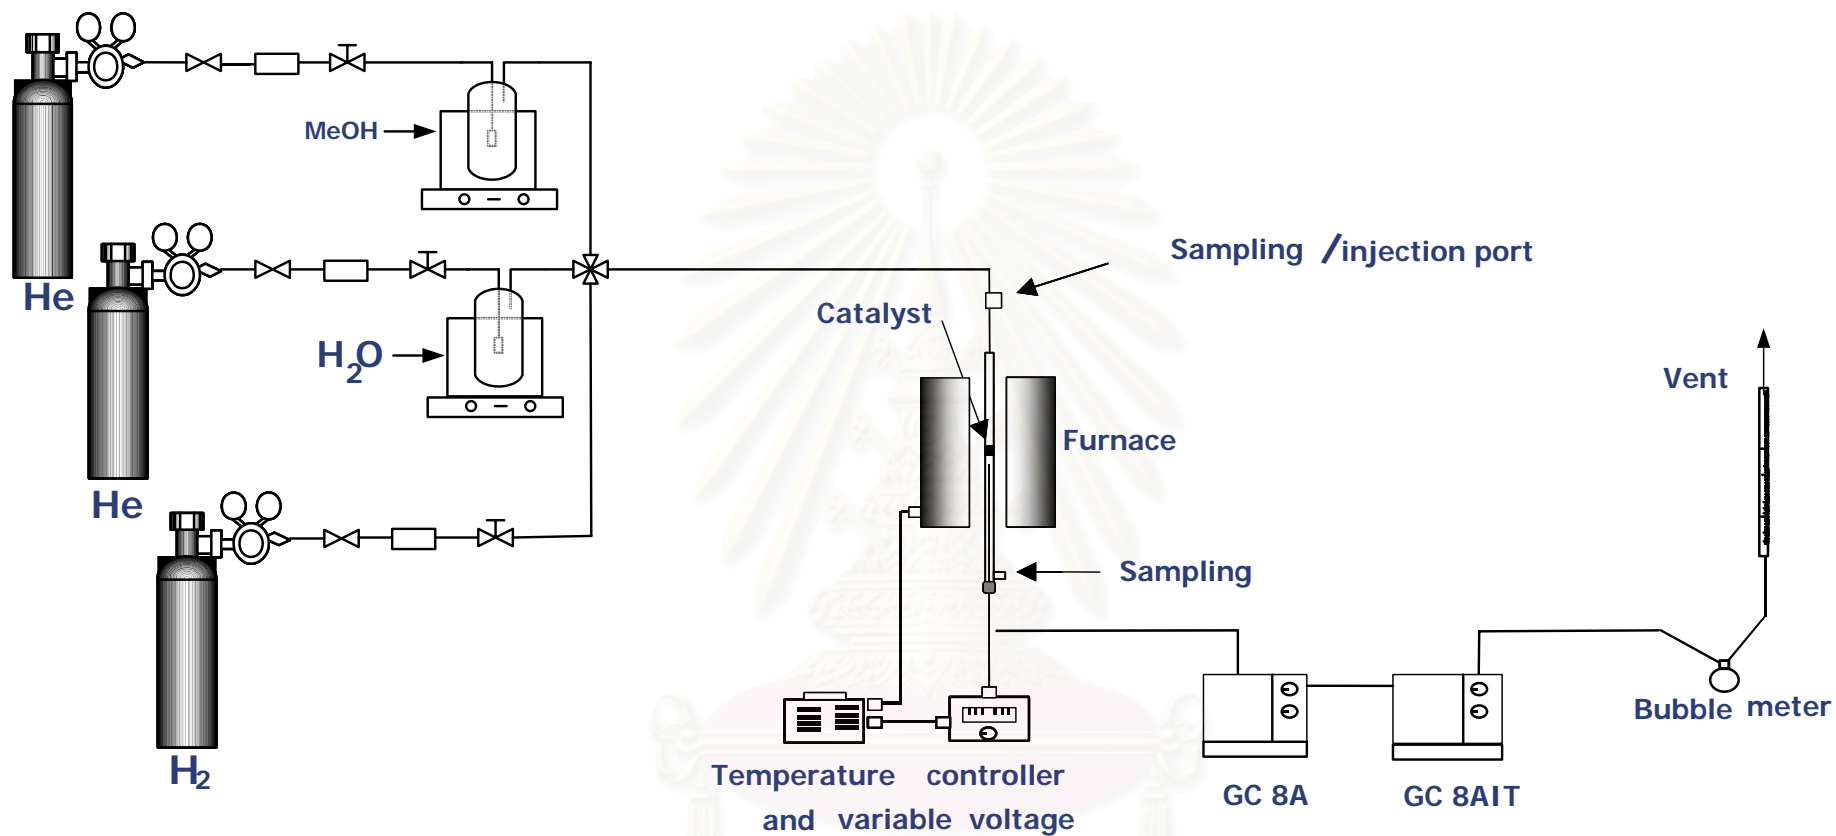 MeOH
He
H₂O
He
H₂
Sampling /injection port
Catalyst
Furnace
Vent
Sampling
Bubble meter
Temperature controller
and variable voltage
GC 8A
GC 8AIT